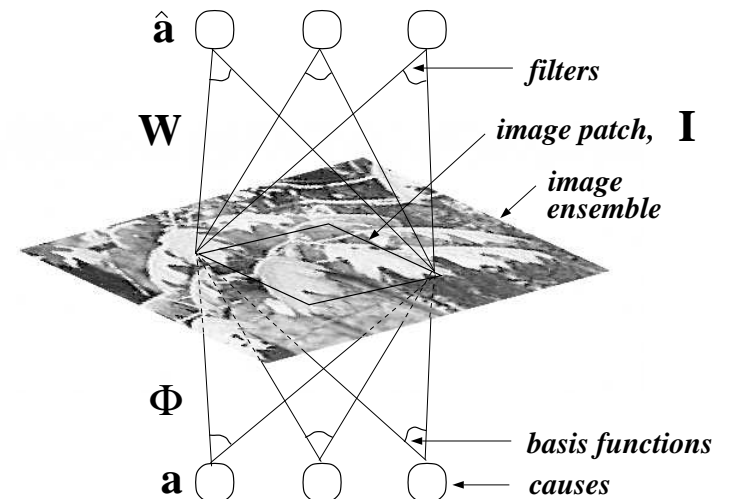 â
filters
W
image patch, I
image
ensemble
Φ
basis functions
a
causes